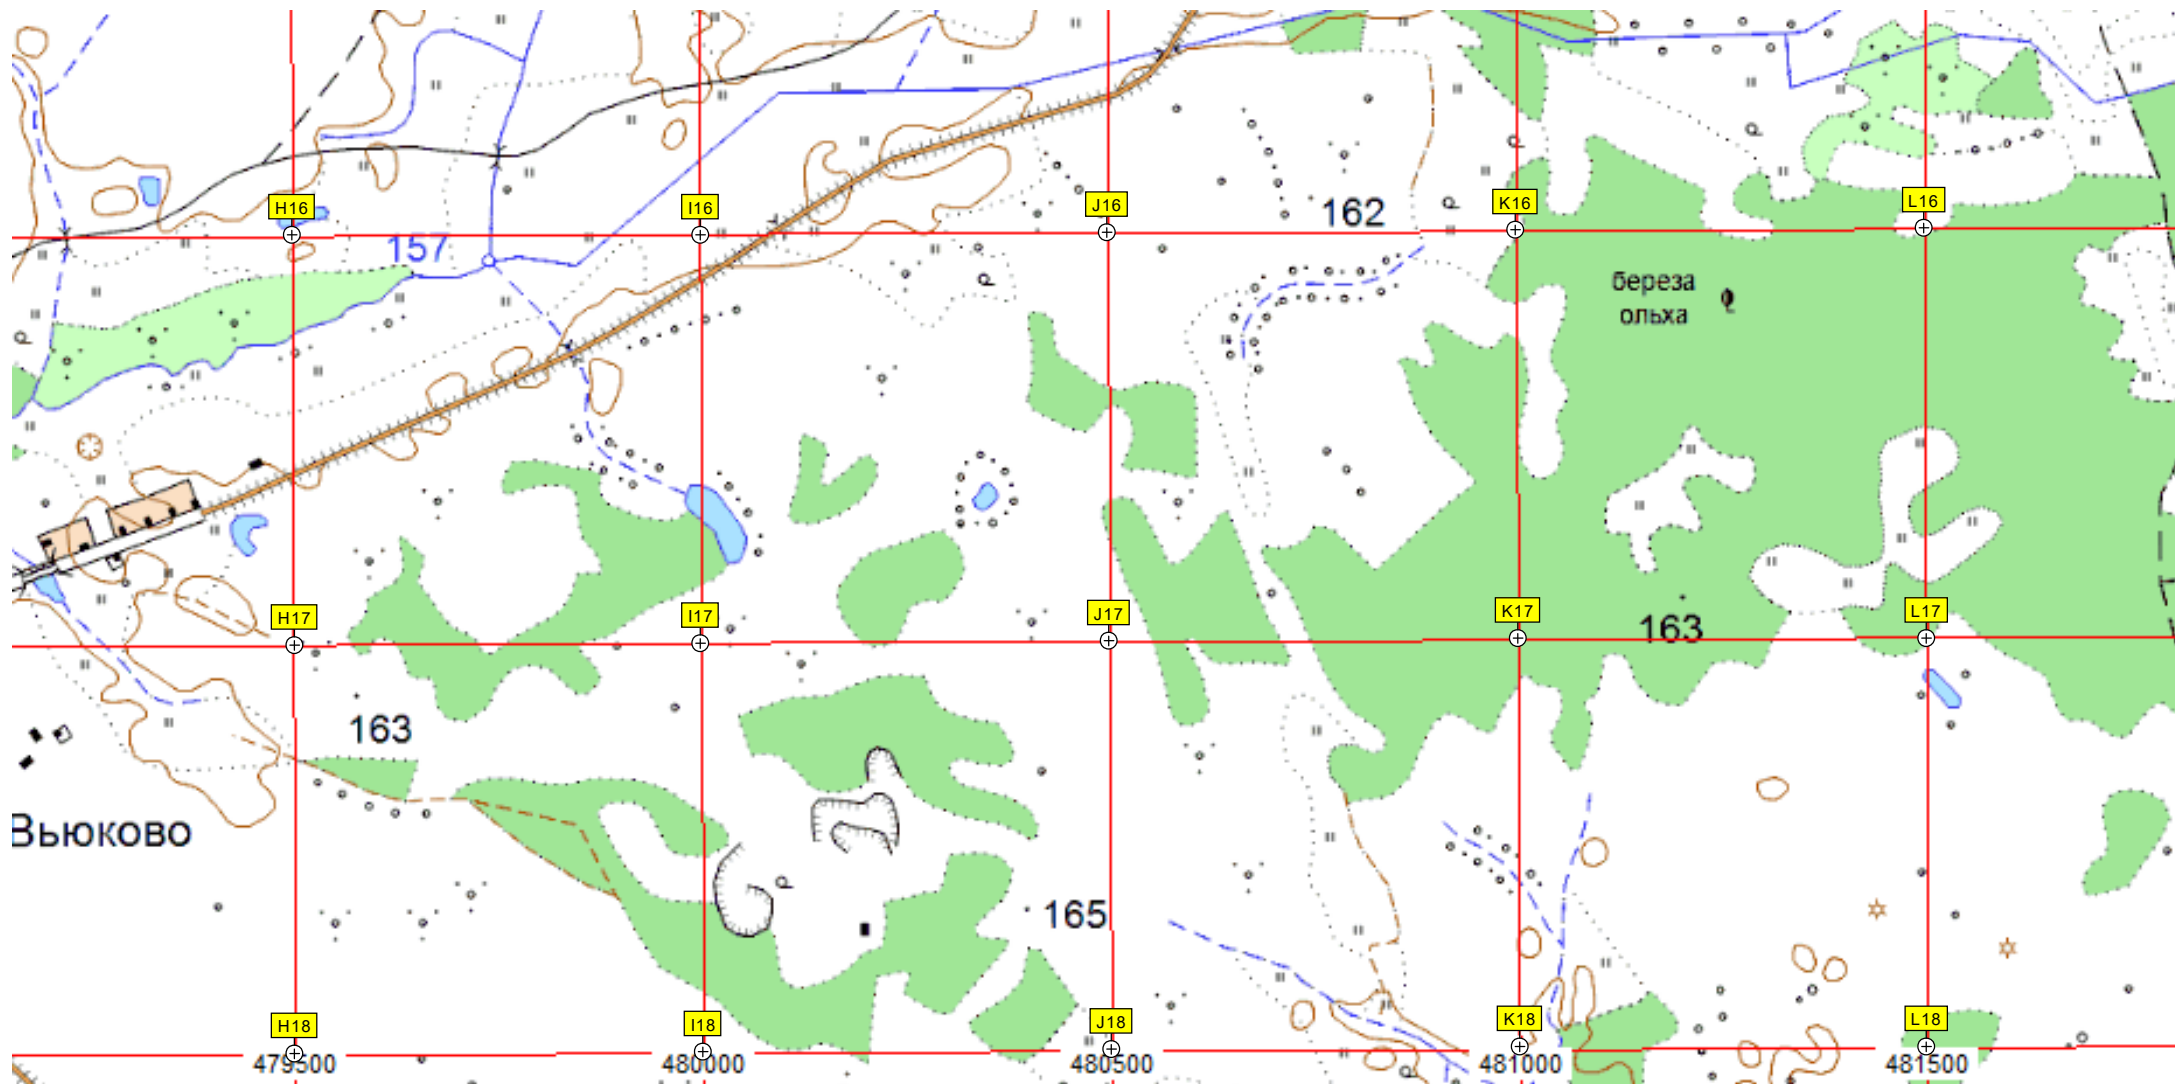 H16
I16
J16
K16
L16
162
157
береза
ольха
H17
I17
J17
K17
L17
163
163
Вьюково
165
H18
I18
J18
K18
L18
479500
480000
480500
481000
481500